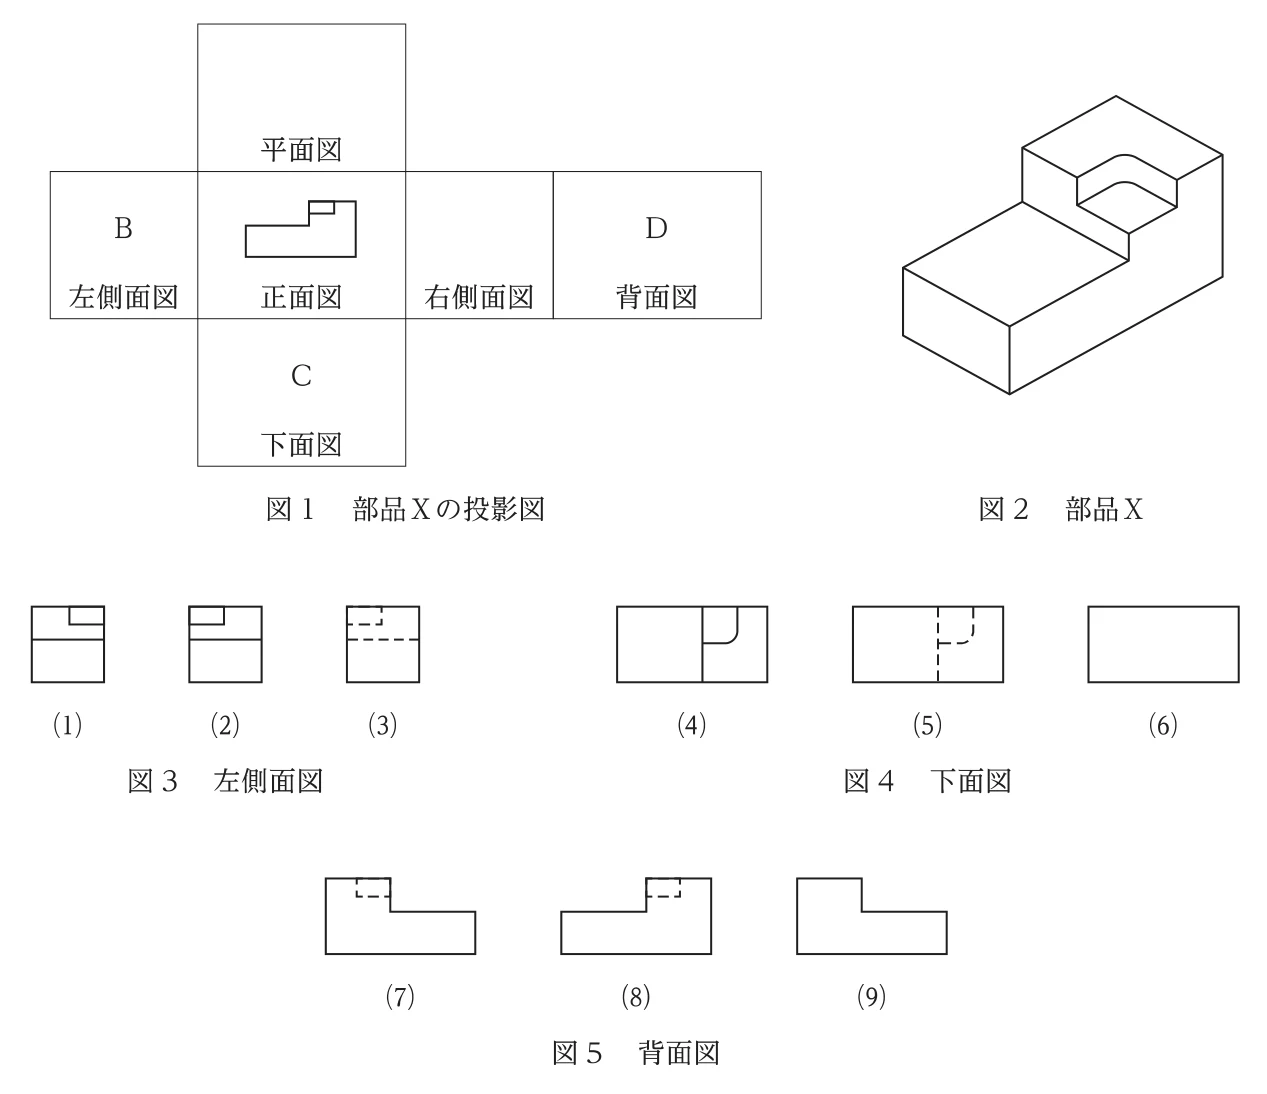 平面図
B
D
左側面図
正面図
右側面図
背面図
C
下面図
図1 部品Xの投影図
図2 部品X
(1)
(2)
(3)
(4)
(5)
(6)
図3 左側面図
図4 下面図
(7)
(8)
(9)
図5 背面図